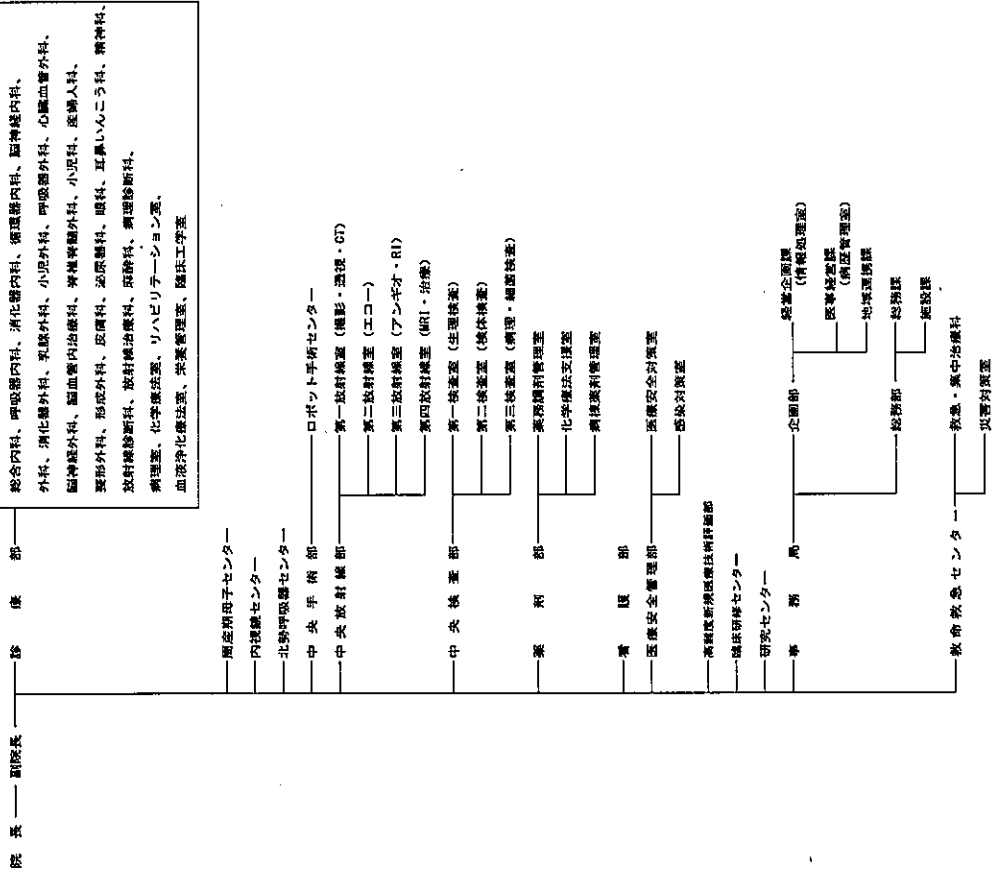 院長
副院長
診療部
総合内科、呼吸器内科、消化器内科、循環器内科、脳神経内科、
外科、消化器外科、乳腺外科、小児外科、呼吸器外科、心臓血管外科、
脳神経外科、脳血管内治療科、脊椎脊髄外科、小児科、産婦人科、
整形外科、形成外科、皮膚科、泌尿器科、眼科、耳鼻いんこう科、精神科、
放射線診断科、放射線治療科、麻酔科、病理診断科、
病理室、化学療法室、リハビリテーション室、
血液浄化療法室、栄養管理室、臨床工学室
周産期母子センター
内視鏡センター
北勢呼吸器センター
中央手術部
ロボット手術センター
中央放射線部
第一放射線室（撮影・透視・CT）
第二放射線室（エコー）
第三放射線室（アンギオ・RI）
第四放射線室（MRI・治療）
中央検査部
第一検査室（生理検査）
第二検査室（検体検査）
第三検査室（病理・細菌検査）
薬剤部
薬務調剤管理室
化学療法支援室
病棟薬剤管理室
看護部
医療安全管理部
医療安全対策室
感染対策室
高難度新規医療技術評価部
臨床研修センター
研究センター
事務局
企画部
経営企画課
（情報処理室）
医事経営課
（病歴管理室）
地域連携課
総務部
総務課
施設課
救命救急センター
救急・集中治療科
災害対策室